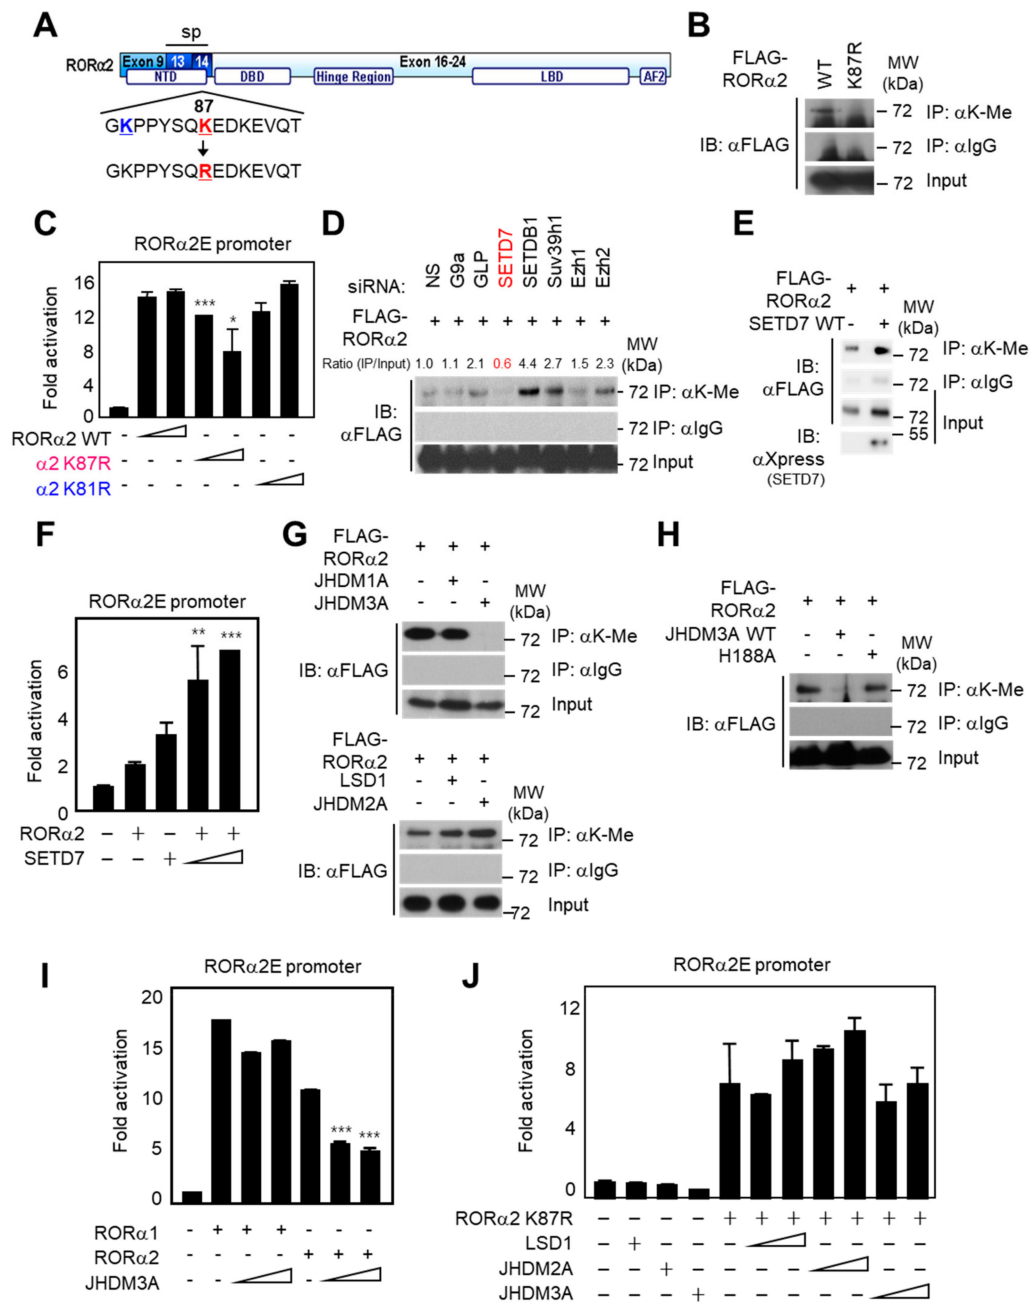 A
sp
RORα2
Exon 9 13 14 Exon 16-24
NTD DBD Hinge Region LBD AF2
87
GKPPYSQKEDKEVQT
GKPPYSQREDKEVQT
B
FLAG-
RORα2
WT
K87R
MW
(kDa)
IB: αFLAG
72 IP: αK-Me
72 IP: αIgG
72 Input
C
RORα2E promoter
Fold activation
16
12
8
4
0
*** *
RORα2 WT - - - - -
α2 K87R - - - - -
α2 K81R - - - - -
D
siRNA:
NS
G9a
GLP
SETD7
SETDB1
Suv39h1
Ezh1
Ezh2
FLAG-
RORα2 + + + + + + + +
MW
(kDa)
Ratio (IP/Input) 1.0 1.1 2.1 0.6 4.4 2.7 1.5 2.3
IB:
αFLAG
72 IP: αK-Me
72 IP: αIgG
72 Input
E
FLAG-
RORα2 + +
SETD7 WT - +
MW
(kDa)
IB:
αFLAG
72 IP: αK-Me
IP: αIgG
72
55
Input
IB:
αXpress
(SETD7)
F
RORα2E promoter
Fold activation
6
4
2
0
** ***
RORα2 – + – + +
SETD7 – – +
G
FLAG-
RORα2 + + +
JHDM1A - + -
JHDM3A - - +
MW
(kDa)
IB: αFLAG
72 IP: αK-Me
72 IP: αIgG
72 Input
FLAG-
RORα2 + + +
LSD1 - + -
JHDM2A - - +
MW
(kDa)
IB: αFLAG
72 IP: αK-Me
72 IP: αIgG
72 Input
H
FLAG-
RORα2 + + +
JHDM3A WT - + -
H188A - - +
MW
(kDa)
IB: αFLAG
72 IP: αK-Me
72 IP: αIgG
72 Input
I
RORα2E promoter
Fold activation
20
15
10
5
0
*** ***
RORα1 - + + + - - -
RORα2 - - - - + + +
JHDM3A - - -
J
RORα2E promoter
Fold activation
12
8
4
0
RORα2 K87R – – – – + + + + + + +
LSD1 – + – – – – – – –
JHDM2A – – + – – – – – –
JHDM3A – – – + – – – – –